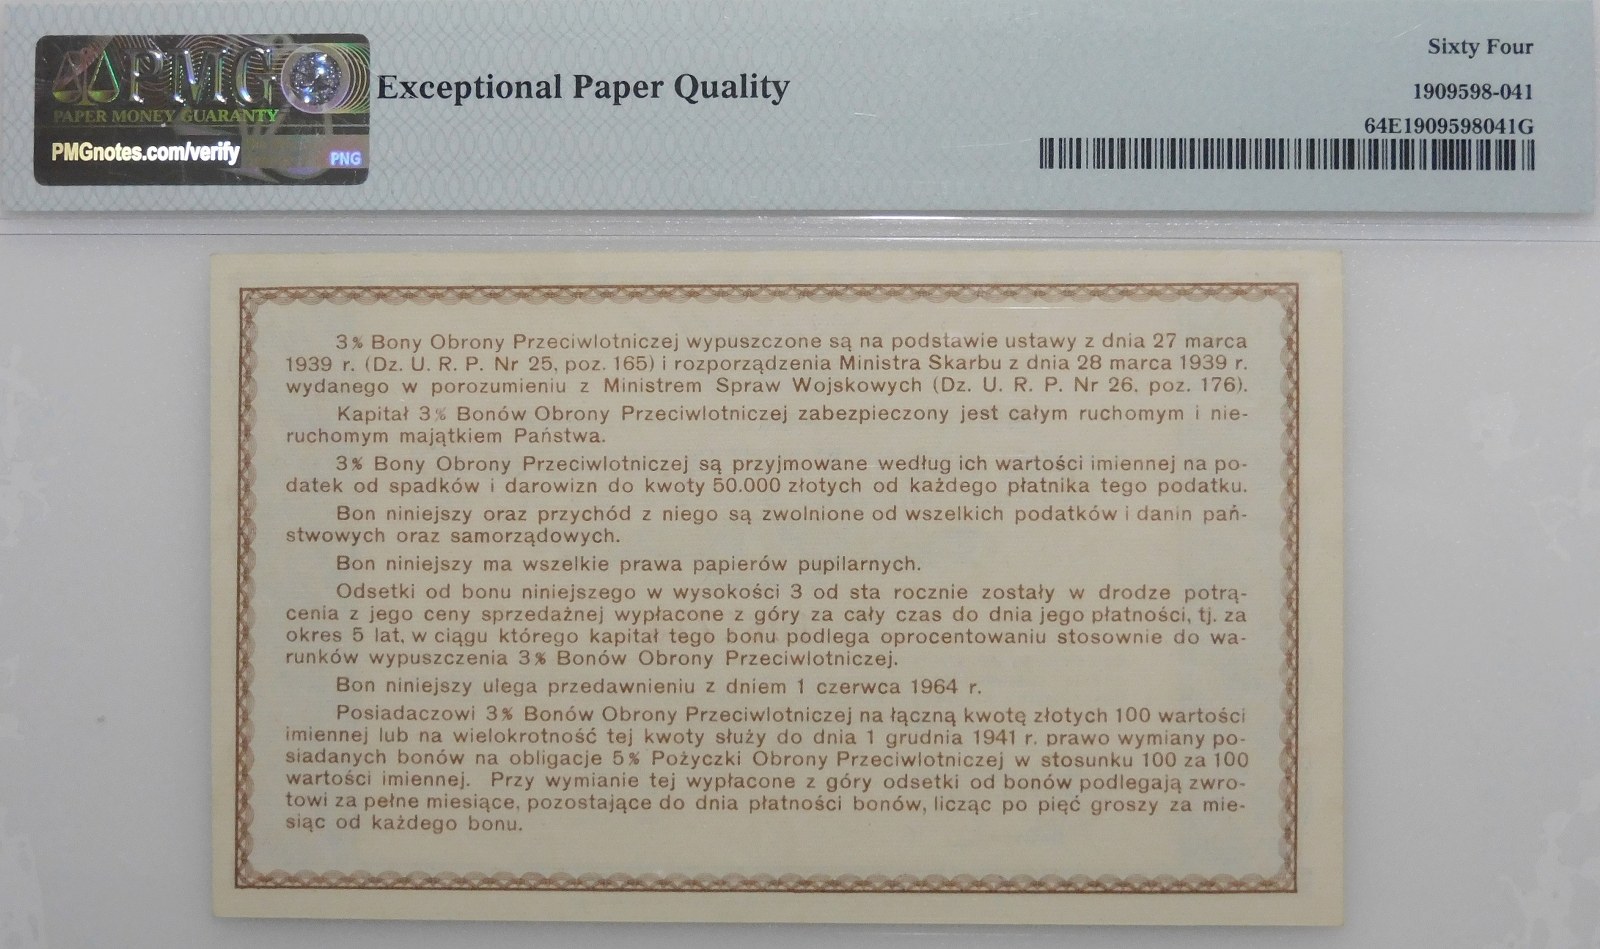 PMG
PAPER MONEY GUARANTY
PMGnotes.com/verify
PNG
Exceptional Paper Quality
Sixty Four
1909598-041
64E1909598041G
3% Bony Obrony Przeciwlotniczej wypuszczone są na podstawie ustawy z dnia 27 marca
1939 r. (Dz. U. R. P. Nr 25, poz. 165) i rozporządzenia Ministra Skarbu z dnia 28 marca 1939 r.
wydanego w porozumieniu z Ministrem Spraw Wojskowych (Dz. U. R. P. Nr 26. poz. 176).
Kapitał 3% Bonów Obrony Przeciwlotniczej zabezpieczony jest całym ruchomym i nie-
ruchomym majątkiem Państwa.
3% Bony Obrony Przeciwlotniczej są przyjmowane według ich wartości imiennej na po-
datek od spadków i darowizn do kwoty 50.000 złotych od każdego płatnika tego podatku.
Bon niniejszy oraz przychód z niego są zwolnione od wszelkich podatków i danin pań-
stwowych oraz samorządowych.
Bon niniejszy ma wszelkie prawa papierów pupilarnych.
Odsetki od bonu niniejszego w wysokości 3 od sta rocznie zostały w drodze potrą-
cenia z jego ceny sprzedażnej wypłacone z góry za cały czas do dnia jego płatności, tj. za
okres 5 lat, w ciągu którego kapitał tego bonu podlega oprocentowaniu stosownie do wa-
runków wypuszczenia 3% Bonów Obrony Przeciwlotniczej.
Bon niniejszy ulega przedawnieniu z dniem 1 czerwca 1964 r.
Posiadaczowi 3% Bonów Obrony Przeciwlotniczej na łączną kwotę złotych 100 wartości
imiennej lub na wielokrotność tej kwoty służy do dnia 1 grudnia 1941 r. prawo wymiany po-
siadanych bonów na obligacje 5% Pożyczki Obrony Przeciwlotniczej w stosunku 100 za 100
wartości imiennej. Przy wymianie tej wypłacone z góry odsetki od bonów podlegają zwro-
towi za pełne miesiące, pozostające do dnia płatności bonów, licząc po pięć groszy za mie-
siąc od każdego bonu.